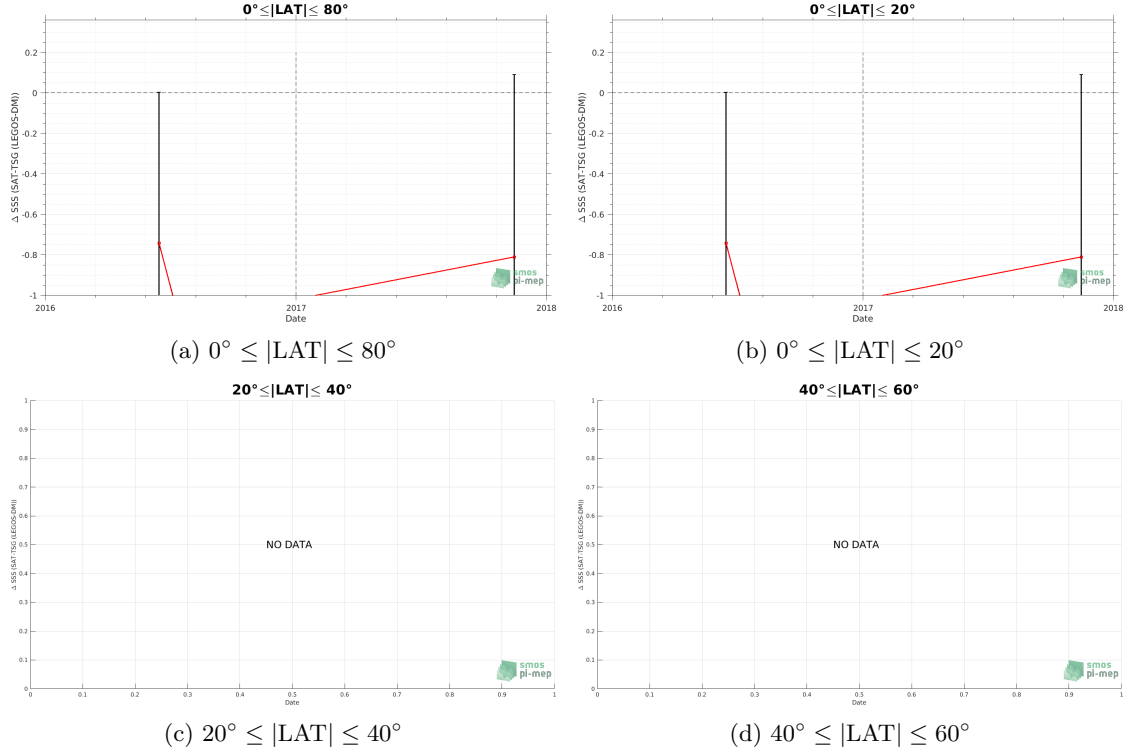 0°≤|LAT|≤ 80°
Δ SSS (SAT-TSG (LEGOS-DM))
0.2
0
-0.2
-0.4
-0.6
-0.8
-1
2016
2017
2018
Date
smos
pi-mep
(a) 0° ≤ |LAT| ≤ 80°
0°≤|LAT|≤ 20°
Δ SSS (SAT-TSG (LEGOS-DM))
0.2
0
-0.2
-0.4
-0.6
-0.8
-1
2016
2017
2018
Date
smos
pi-mep
(b) 0° ≤ |LAT| ≤ 20°
20°≤|LAT|≤ 40°
Δ SSS (SAT-TSG (LEGOS-DM))
1
0.9
0.8
0.7
0.6
0.5
0.4
0.3
0.2
0.1
0
NO DATA
0 0.1 0.2 0.3 0.4 0.5 0.6 0.7 0.8 0.9 1
Date
smos
pi-mep
(c) 20° ≤ |LAT| ≤ 40°
40°≤|LAT|≤ 60°
Δ SSS (SAT-TSG (LEGOS-DM))
1
0.9
0.8
0.7
0.6
0.5
0.4
0.3
0.2
0.1
0
NO DATA
0 0.1 0.2 0.3 0.4 0.5 0.6 0.7 0.8 0.9 1
Date
smos
pi-mep
(d) 40° ≤ |LAT| ≤ 60°